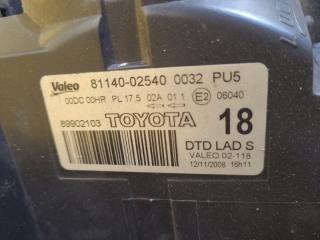 Valeo 81140-02540 0032 PU5
00DC 00HR PL 17.5 02A 01 1 E2 06040
89902103 TOYOTA 18
DTD LAD S
VALEO 02-118
12/11/2008 16h11